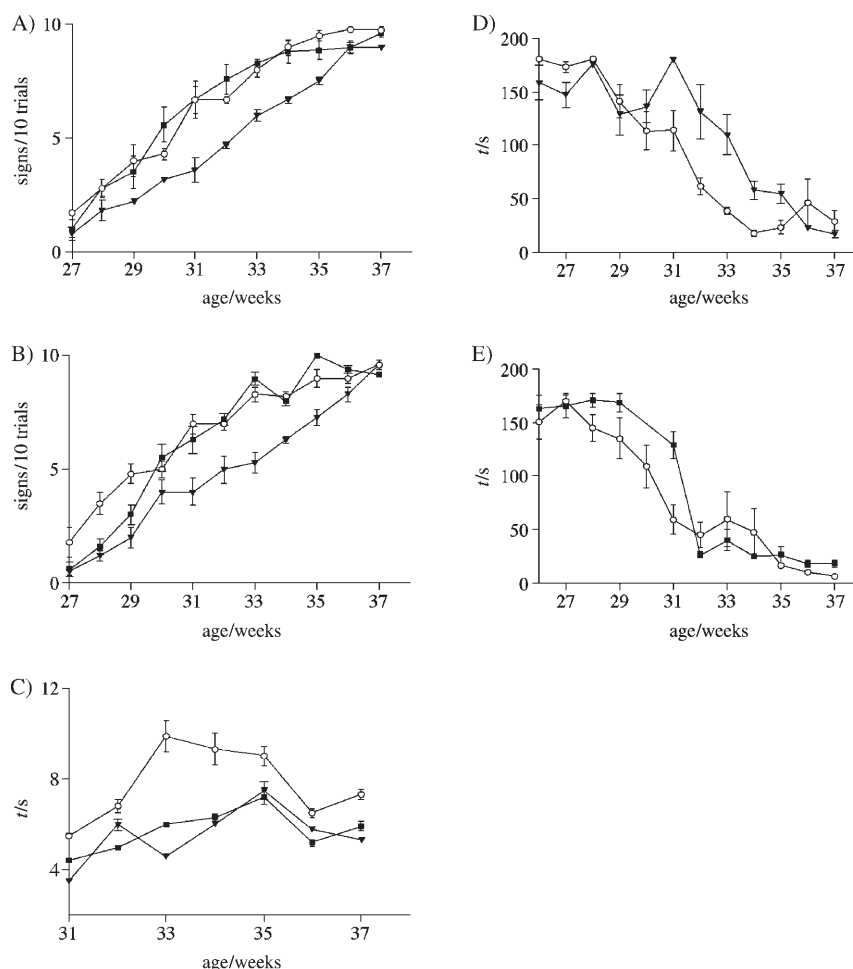 A)
10
5
0
signs/10 trials
27 29 31 33 35 37
age/weeks
B)
10
5
0
signs/10 trials
27 29 31 33 35 37
age/weeks
C)
12
8
4
t/s
31 33 35 37
age/weeks
D)
200
150
100
50
0
t/s
27 29 31 33 35 37
age/weeks
E)
200
150
100
50
0
t/s
27 29 31 33 35 37
age/weeks